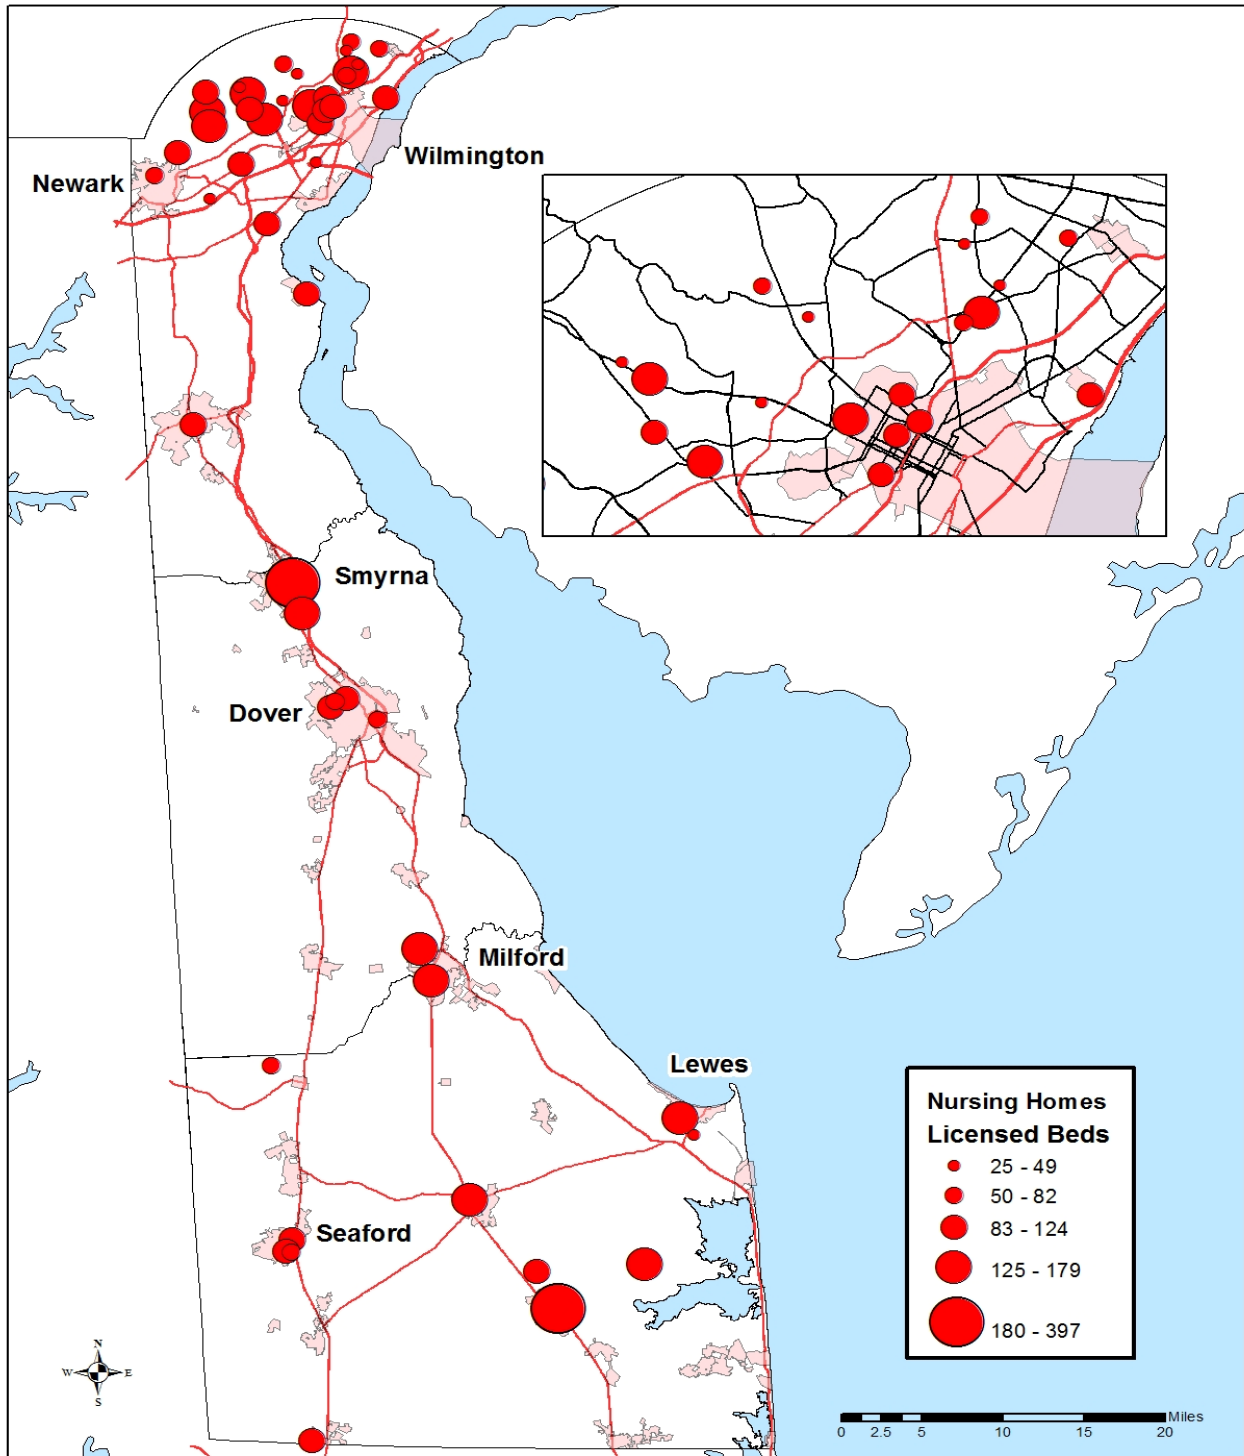 Wilmington
Newark
Smyrna
Dover
Milford
Lewes
Seaford
Nursing Homes
Licensed Beds
25 - 49
50 - 82
83 - 124
125 - 179
180 - 397
N
W E
S
Miles
0 2.5 5 10 15 20